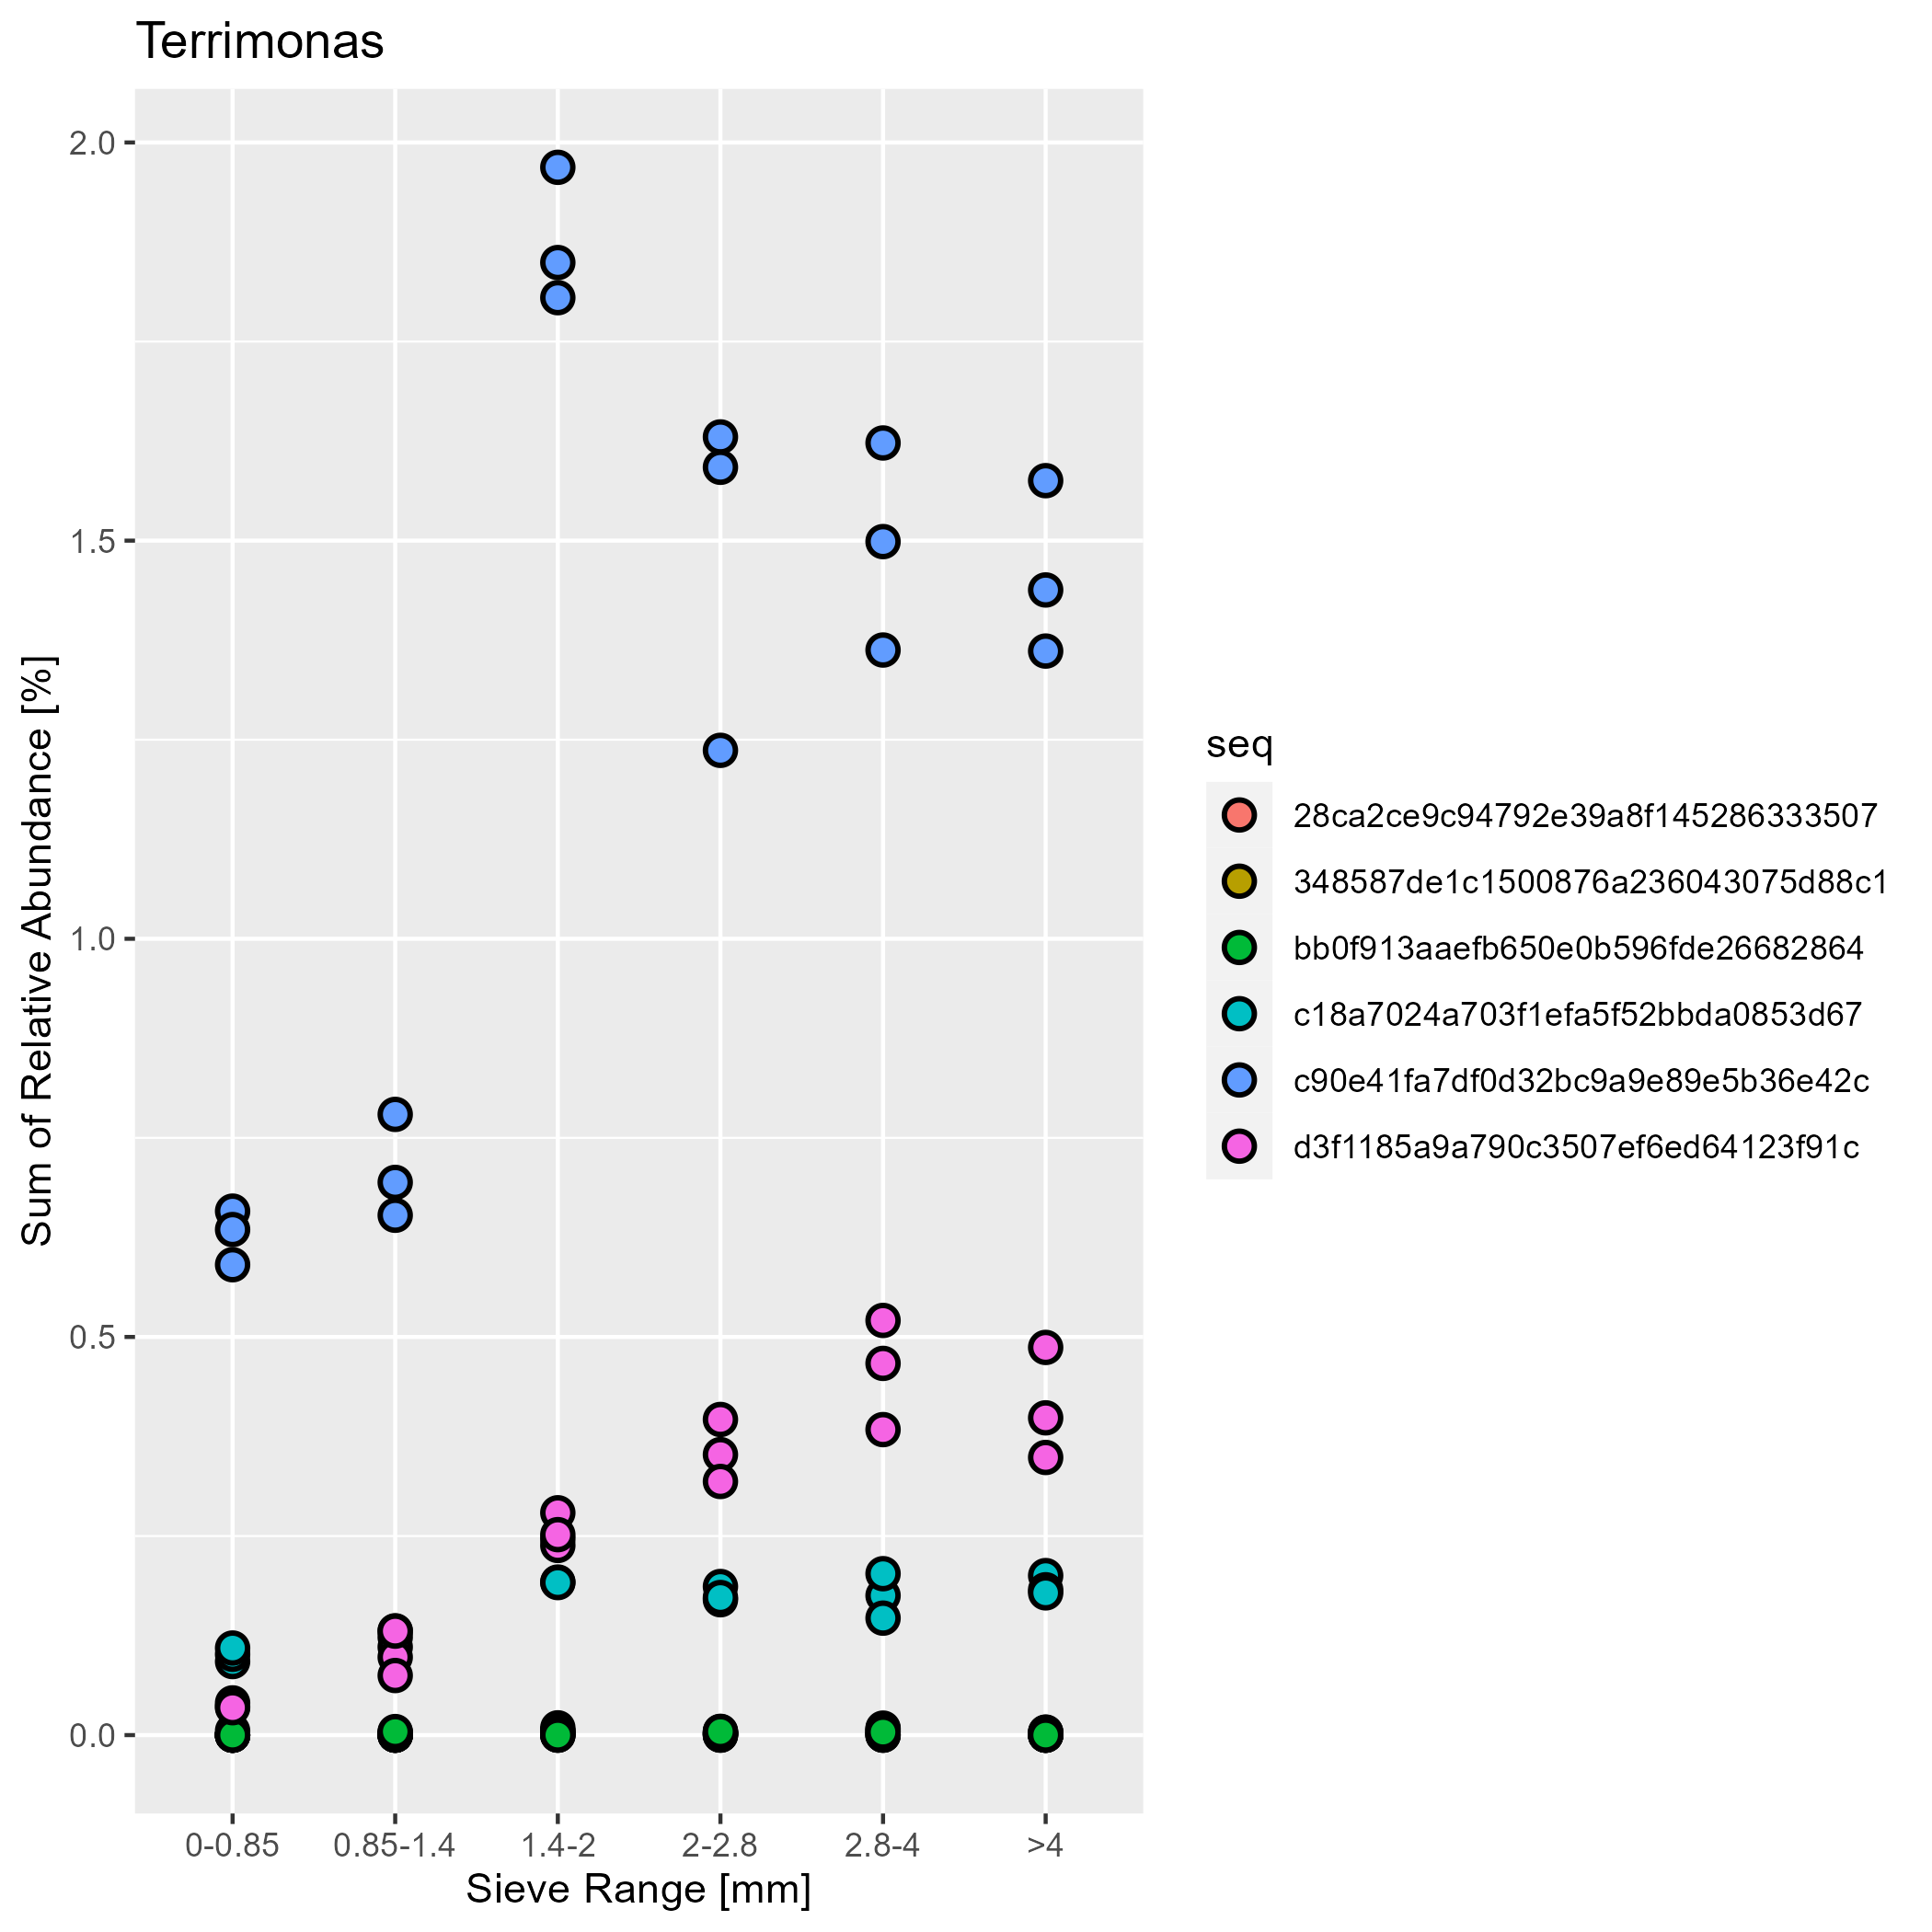 Terrimonas
2.0
1.5
1.0
0.5
0.0
Sum of Relative Abundance [%]
0-0.85 0.85-1.4 1.4-2 2-2.8 2.8-4 >4
Sieve Range [mm]
seq
28ca2ce9c94792e39a8f145286333507
348587de1c1500876a236043075d88c1
bb0f913aaefb650e0b596fde26682864
c18a7024a703f1efa5f52bbda0853d67
c90e41fa7df0d32bc9a9e89e5b36e42c
d3f1185a9a790c3507ef6ed64123f91c